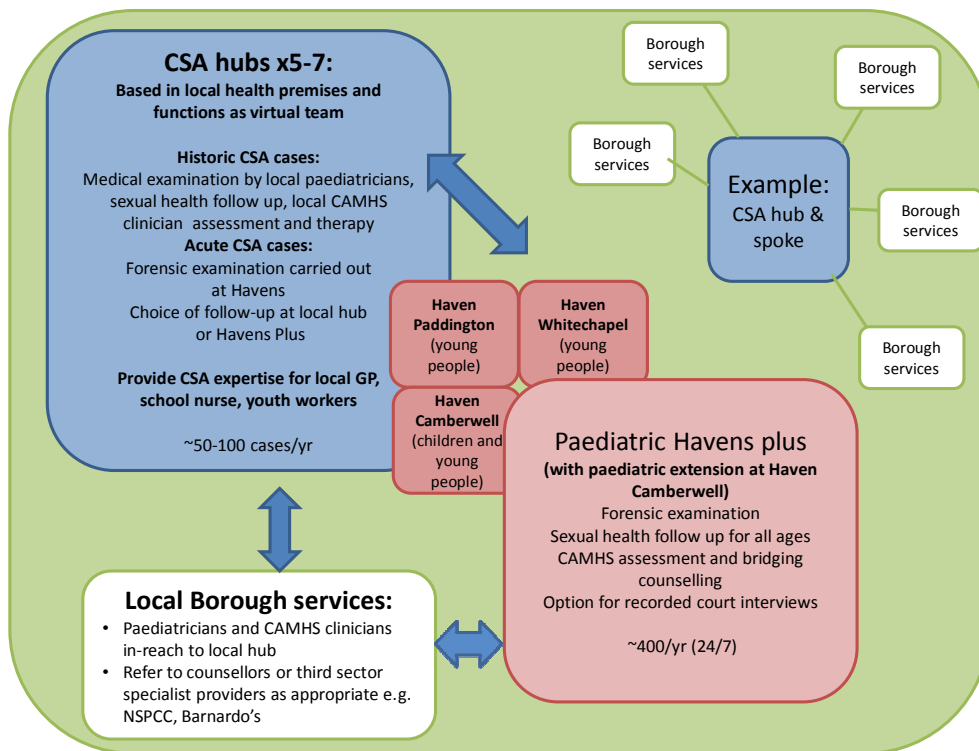 CSA hubs x5-7:
Based in local health premises and
functions as virtual team
Historic CSA cases:
Medical examination by local paediatricians,
sexual health follow up, local CAMHS
clinician assessment and therapy
Acute CSA cases:
Forensic examination carried out
at Havens
Choice of follow-up at local hub
or Havens Plus
Provide CSA expertise for local GP,
school nurse, youth workers
~50-100 cases/yr
Borough
services
Borough
services
Borough
services
Example:
CSA hub &
spoke
Borough
services
Borough
services
Haven
Paddington
(young
people)
Haven
Whitechapel
(young
people)
Haven
Camberwell
(children and
young
people)
Paediatric Havens plus
(with paediatric extension at Haven
Camberwell)
Forensic examination
Sexual health follow up for all ages
CAMHS assessment and bridging
counselling
Option for recorded court interviews
~400/yr (24/7)
Local Borough services:
• Paediatricians and CAMHS clinicians
in-reach to local hub
• Refer to counsellors or third sector
specialist providers as appropriate e.g.
NSPCC, Barnardo's